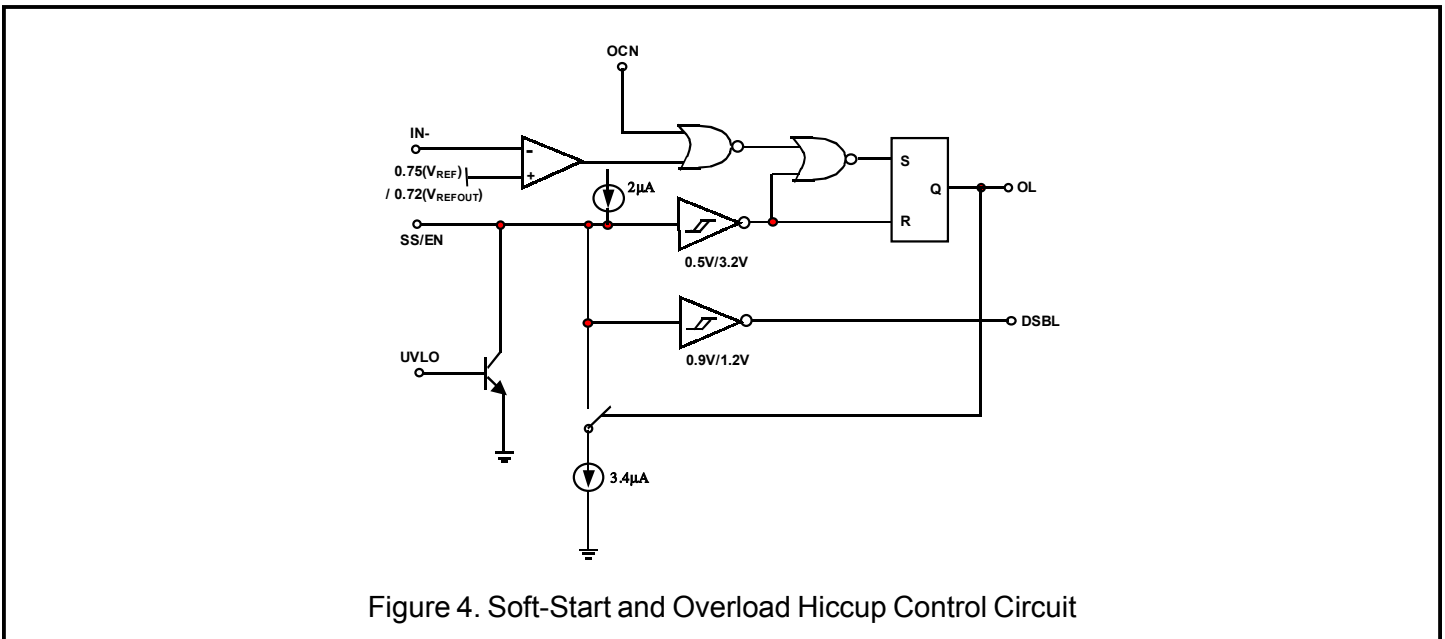 OCN
IN-
-
0.75(VREF)
+
/ 0.72(VREFOUT)
2µA
S
Q
OL
R
SS/EN
0.5V/3.2V
DSBL
UVLO
0.9V/1.2V
3.4µA
Figure 4. Soft-Start and Overload Hiccup Control Circuit